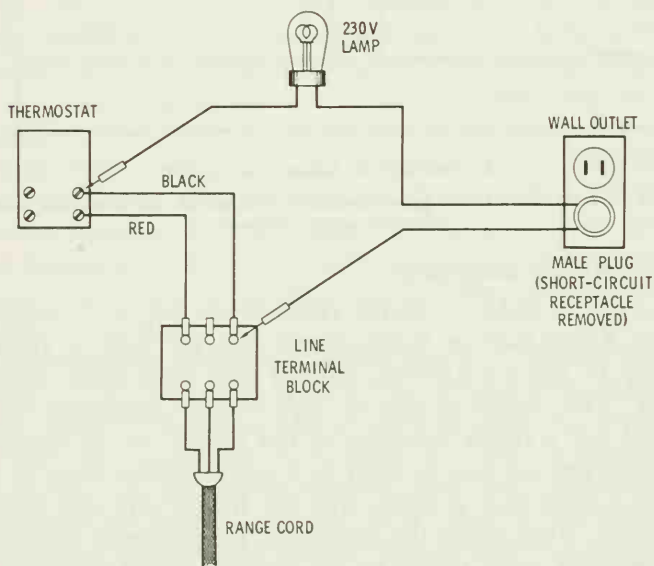 230V
LAMP
THERMOSTAT
WALL OUTLET
BLACK
RED
MALE PLUG
(SHORT-CIRCUIT
RECEPTACLE
REMOVED)
LINE
TERMINAL
BLOCK
RANGE CORD